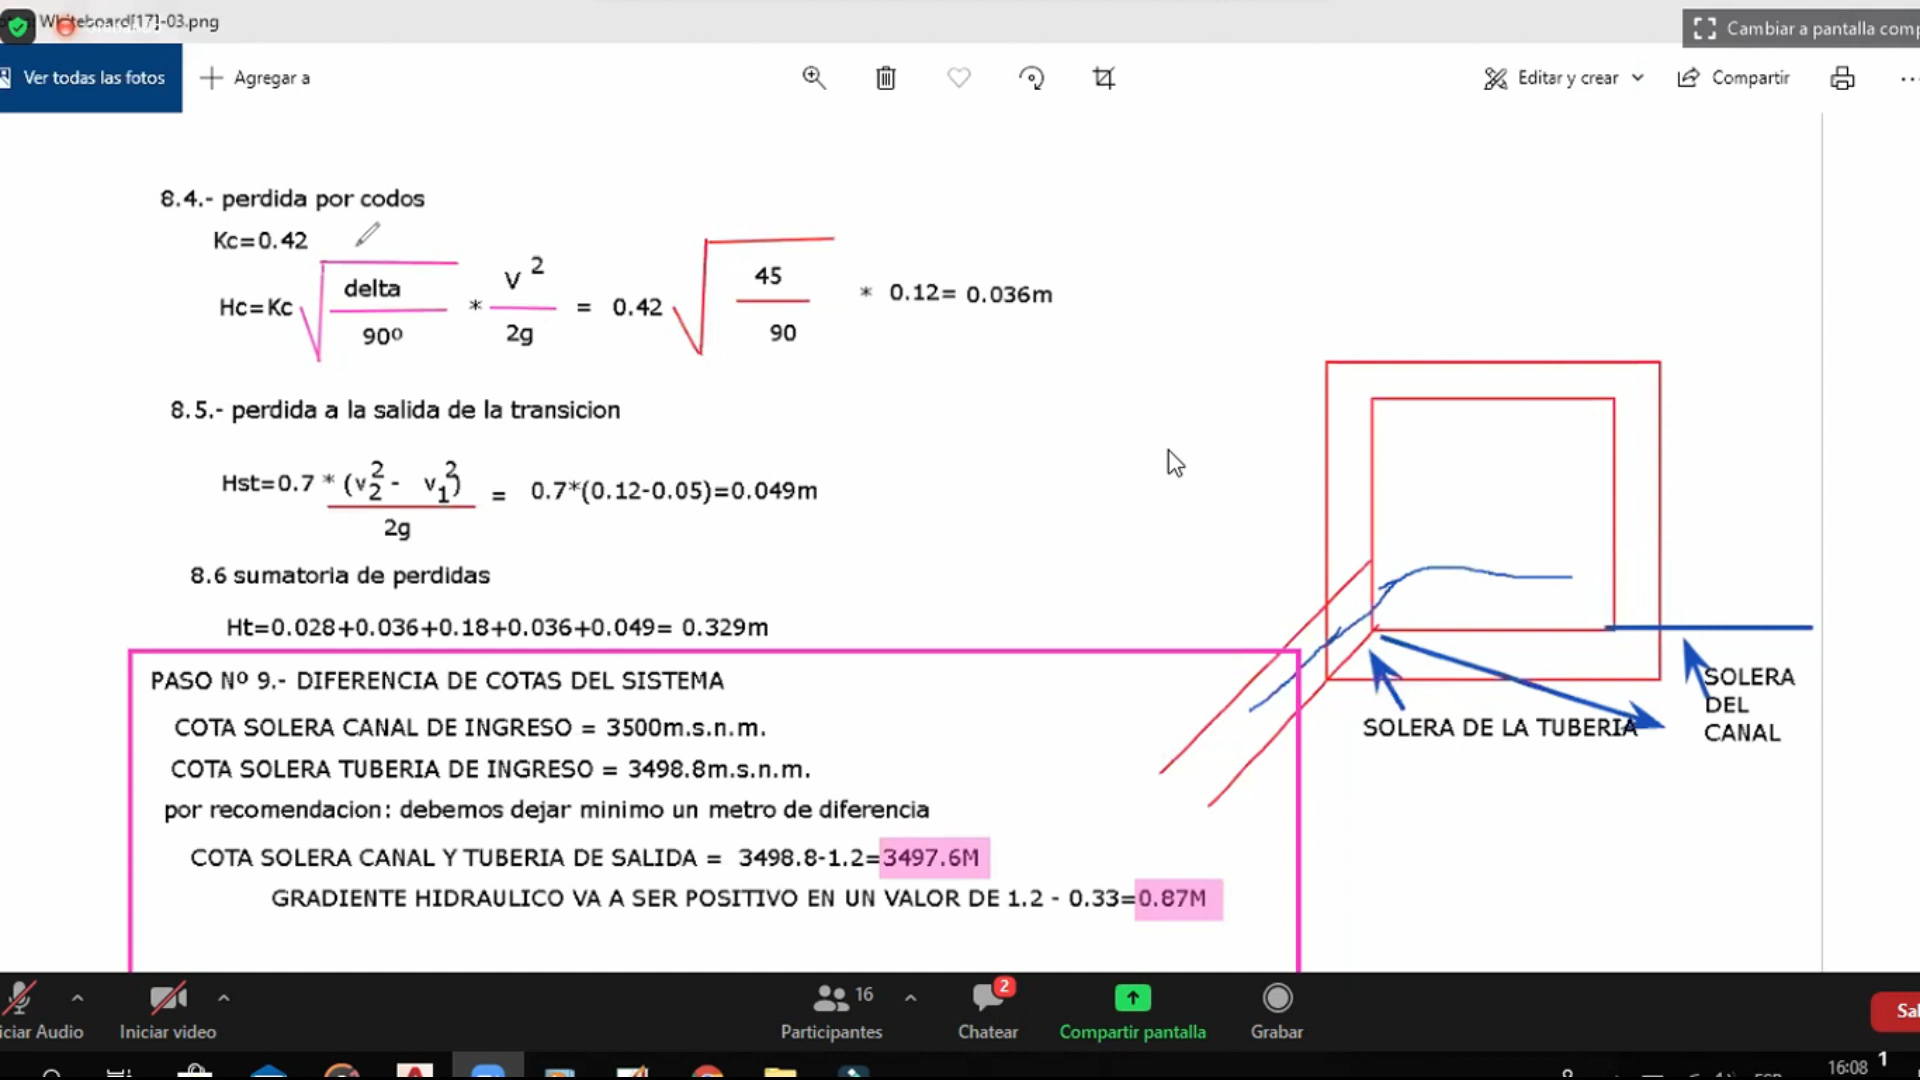 Whiteboard[17]-03.png
Cambiar a pantalla comp
Ver todas las fotos
Agregar a
Editar y crear
Compartir
8.4.- perdida por codos
Kc=0.42
Hc=Kc √ delta / 90º * V 2 / 2g = 0.42 √ 45 / 90 * 0.12= 0.036m
8.5.- perdida a la salida de la transicion
Hst=0.7 * (v2 2 - v1 2) / 2g = 0.7*(0.12-0.05)=0.049m
8.6 sumatoria de perdidas
Ht=0.028+0.036+0.18+0.036+0.049= 0.329m
PASO Nº 9.- DIFERENCIA DE COTAS DEL SISTEMA
COTA SOLERA CANAL DE INGRESO = 3500m.s.n.m.
COTA SOLERA TUBERIA DE INGRESO = 3498.8m.s.n.m.
por recomendacion: debemos dejar minimo un metro de diferencia
COTA SOLERA CANAL Y TUBERIA DE SALIDA = 3498.8-1.2=3497.6M
GRADIENTE HIDRAULICO VA A SER POSITIVO EN UN VALOR DE 1.2 - 0.33=0.87M
SOLERA DE LA TUBERIA
SOLERA
DEL
CANAL
iciar Audio
Iniciar video
16
Participantes
2
Chatear
Compartir pantalla
Grabar
Sal
16:08
1